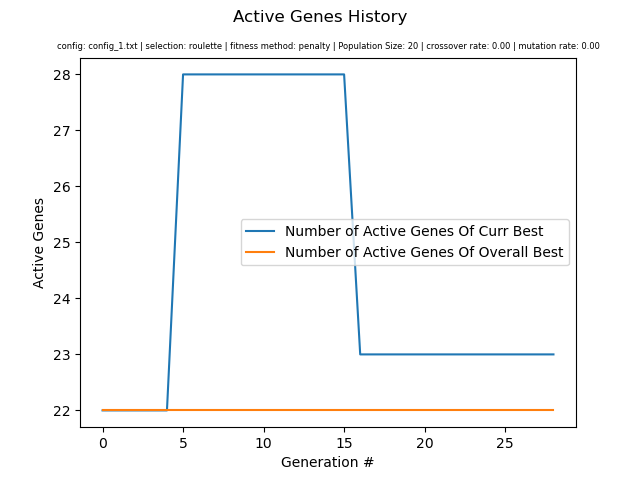 Active Genes History
config: config_1.txt | selection: roulette | fitness method: penalty | Population Size: 20 | crossover rate: 0.00 | mutation rate: 0.00
28
27
26
25
24
23
22
Active Genes
Number of Active Genes Of Curr Best
Number of Active Genes Of Overall Best
0 5 10 15 20 25
Generation #